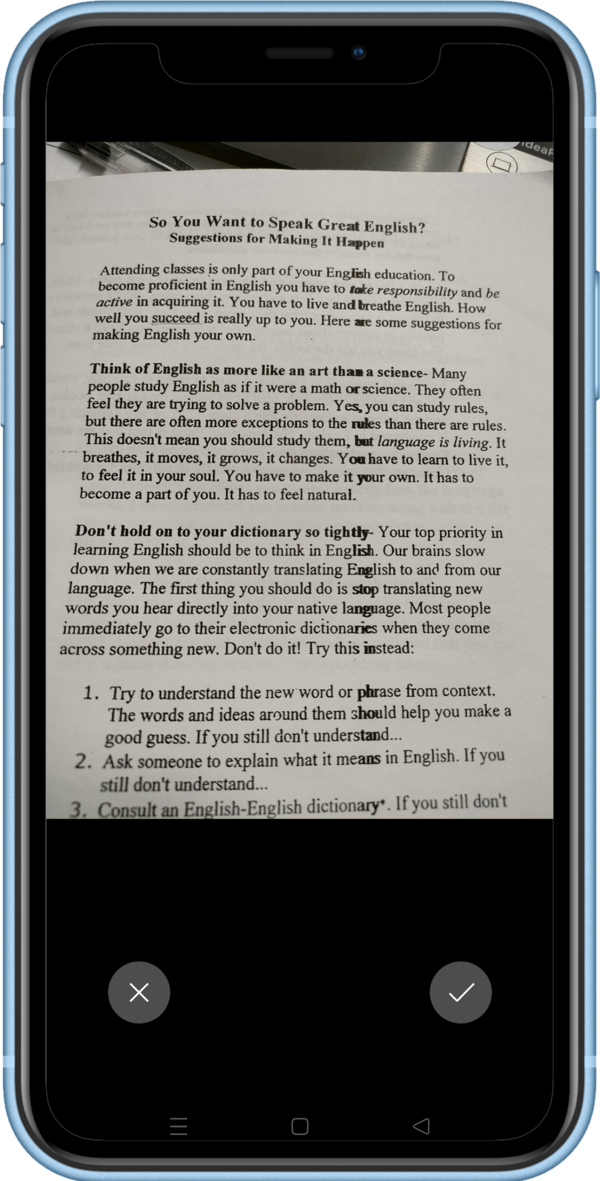 ideaP
So You Want to Speak Great English?
Suggestions for Making It Happen
Attending classes is only part of your English education. To
become proficient in English you have to take responsibility and be
active in acquiring it. You have to live and breathe English. How
well you succeed is really up to you. Here are some suggestions for
making English your own.
Think of English as more like an art than a science- Many
people study English as if it were a math or science. They often
feel they are trying to solve a problem. Yes, you can study rules,
but there are often more exceptions to the rules than there are rules.
This doesn't mean you should study them, but language is living. It
breathes, it moves, it grows, it changes. You have to learn to live it,
to feel it in your soul. You have to make it your own. It has to
become a part of you. It has to feel natural.
Don't hold on to your dictionary so tightly- Your top priority in
learning English should be to think in English. Our brains slow
down when we are constantly translating English to and from our
language. The first thing you should do is stop translating new
words you hear directly into your native language. Most people
immediately go to their electronic dictionaries when they come
across something new. Don't do it! Try this instead:
1. Try to understand the new word or phrase from context.
The words and ideas around them should help you make a
good guess. If you still don't understand...
2. Ask someone to explain what it means in English. If you
still don't understand...
3. Consult an English-English dictionary*. If you still don't